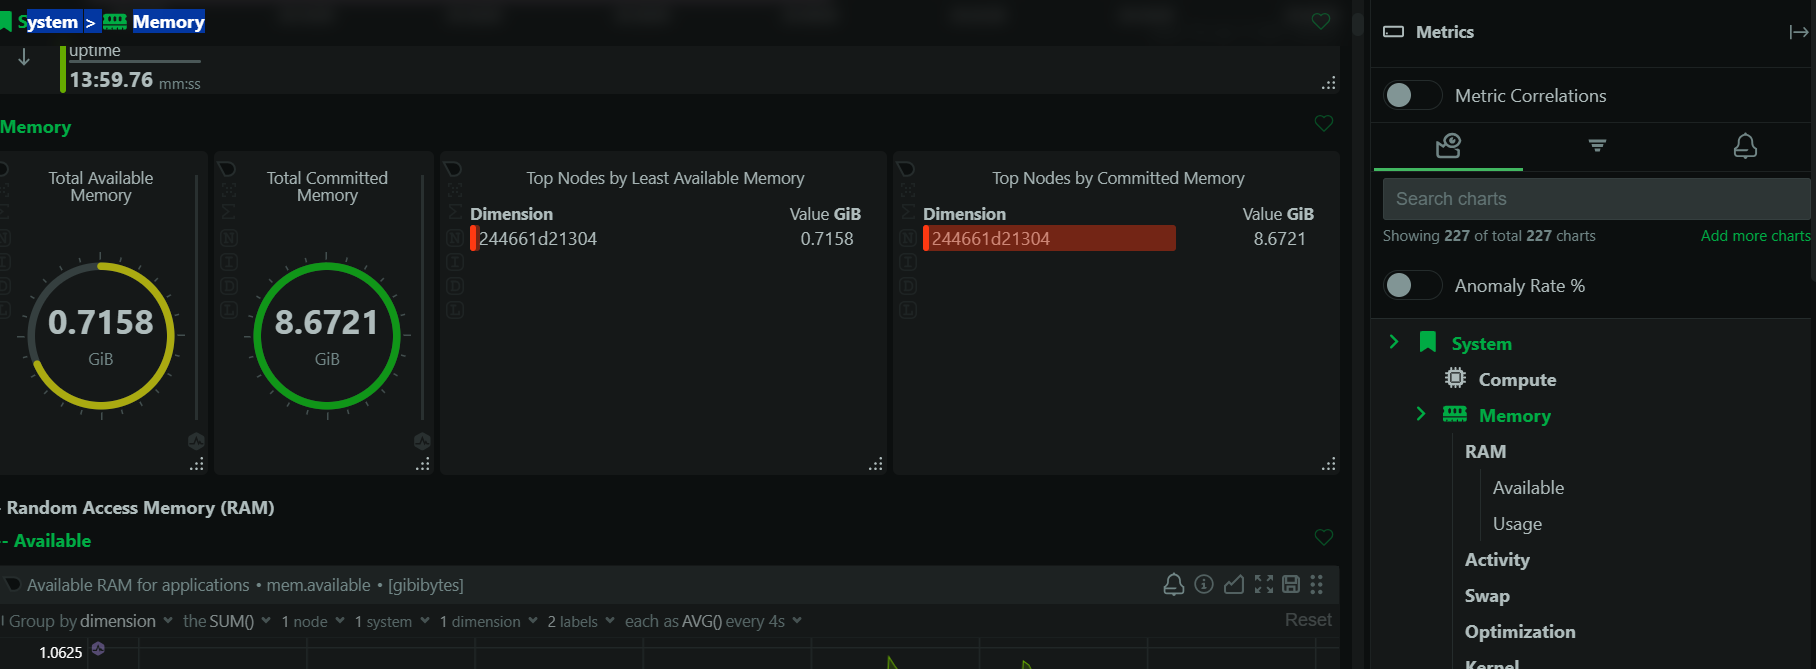 System > Memory
uptime
13:59.76 mm:ss
Memory
Total Available
Memory
0.7158
GiB
Total Committed
Memory
8.6721
GiB
Top Nodes by Least Available Memory
Dimension Value GiB
244661d21304 0.7158
Top Nodes by Committed Memory
Dimension Value GiB
244661d21304 8.6721
- Random Access Memory (RAM)
-- Available
Available RAM for applications • mem.available • [gibibytes]
Group by dimension the SUM() 1 node 1 system 1 dimension 2 labels each as AVG() every 4s Reset
1.0625
Metrics
Metric Correlations
Search charts
Showing 227 of total 227 charts Add more charts
Anomaly Rate %
System
Compute
Memory
RAM
Available
Usage
Activity
Swap
Optimization
Kernel